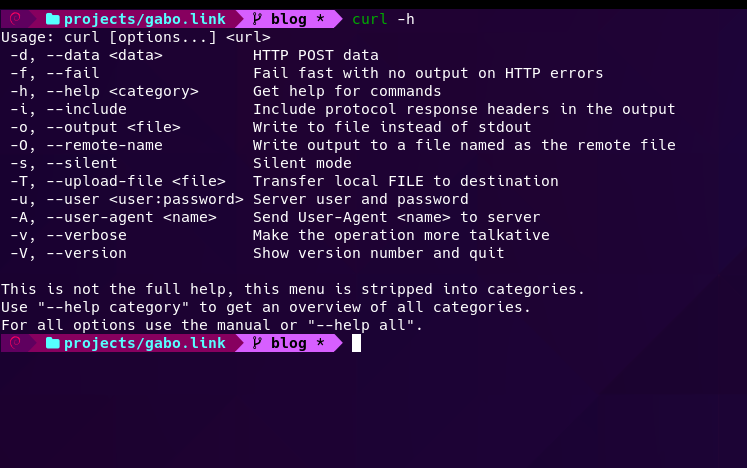 projects/gabo.link blog * curl -h
Usage: curl [options...] <url>
 -d, --data <data>          HTTP POST data
 -f, --fail                 Fail fast with no output on HTTP errors
 -h, --help <category>      Get help for commands
 -i, --include              Include protocol response headers in the output
 -o, --output <file>        Write to file instead of stdout
 -O, --remote-name          Write output to a file named as the remote file
 -s, --silent               Silent mode
 -T, --upload-file <file>   Transfer local FILE to destination
 -u, --user <user:password> Server user and password
 -A, --user-agent <name>    Send User-Agent <name> to server
 -v, --verbose              Make the operation more talkative
 -V, --version              Show version number and quit

This is not the full help, this menu is stripped into categories.
Use "--help category" to get an overview of all categories.
For all options use the manual or "--help all".
projects/gabo.link blog *